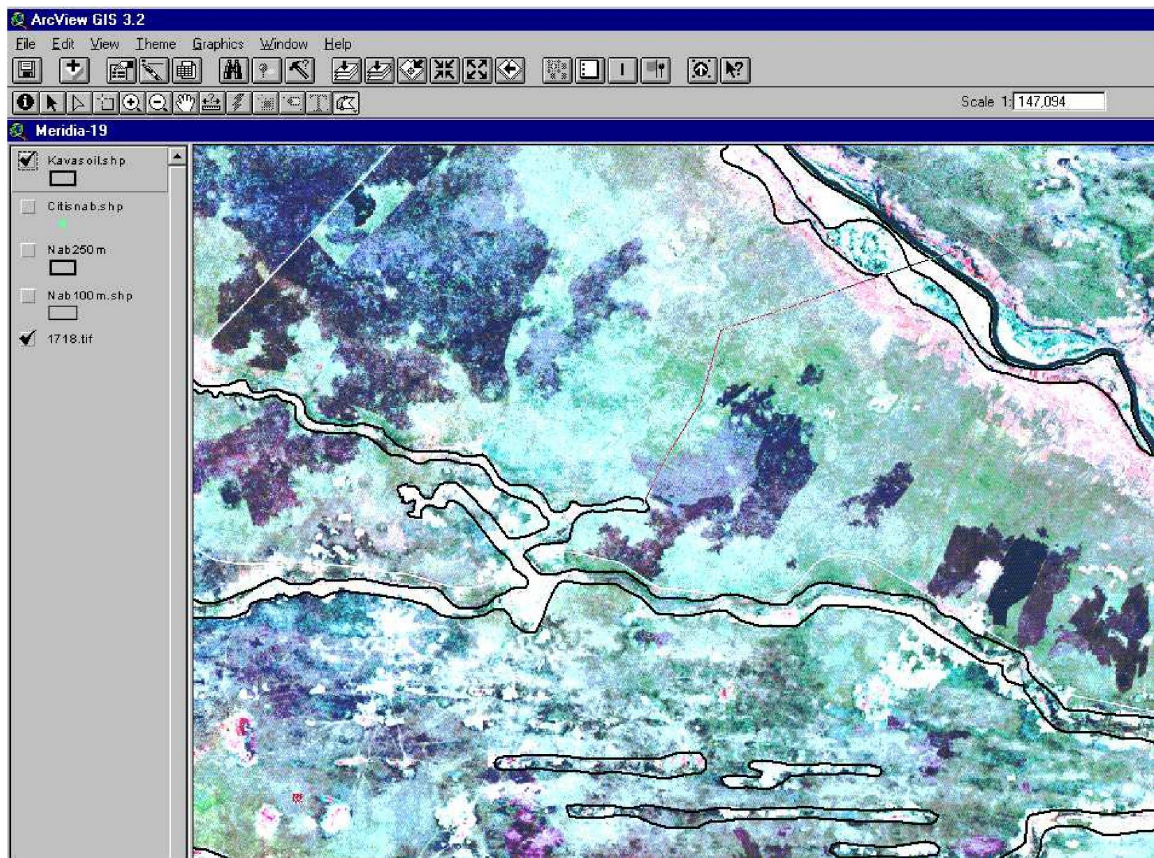 ArcView GIS 3.2
File Edit View Theme Graphics Window Help
Scale 1: 147,094
Meridia-19
Kavasoil.shp
Citisnab.shp
Nab250m
Nab100m.shp
1718.tif